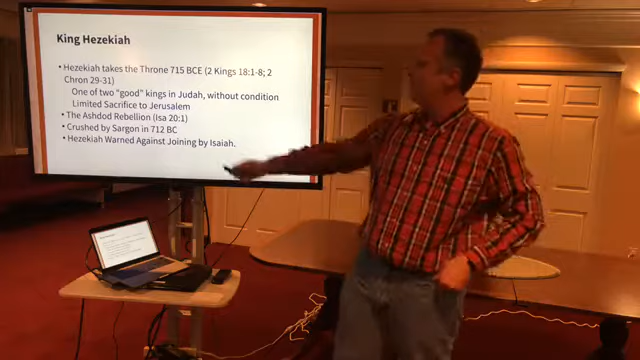 King Hezekiah
• Hezekiah takes the Throne 715 BCE (2 Kings 18:1-8; 2
Chron 29-31)
One of two "good" kings in Judah, without condition
Limited Sacrifice to Jerusalem
• The Ashdod Rebellion (Isa 20:1)
• Crushed by Sargon in 712 BC
• Hezekiah Warned Against Joining by Isaiah.